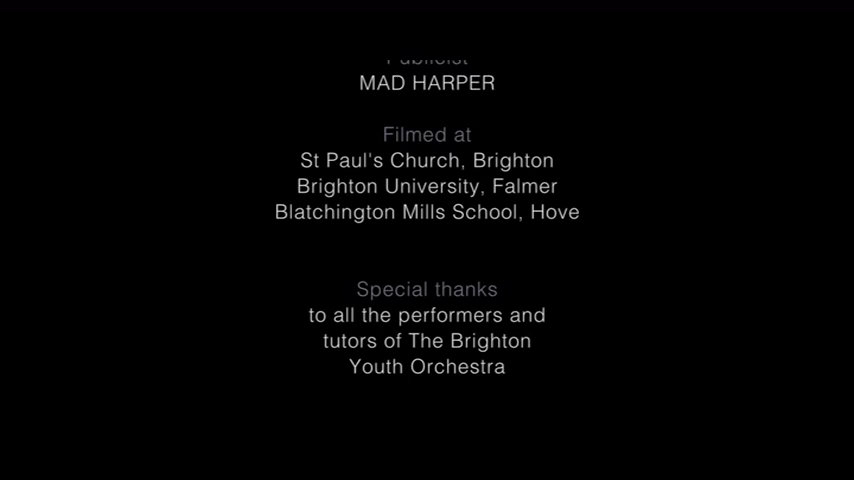 Publicist
MAD HARPER
Filmed at
St Paul's Church, Brighton
Brighton University, Falmer
Blatchington Mills School, Hove
Special thanks
to all the performers and
tutors of The Brighton
Youth Orchestra